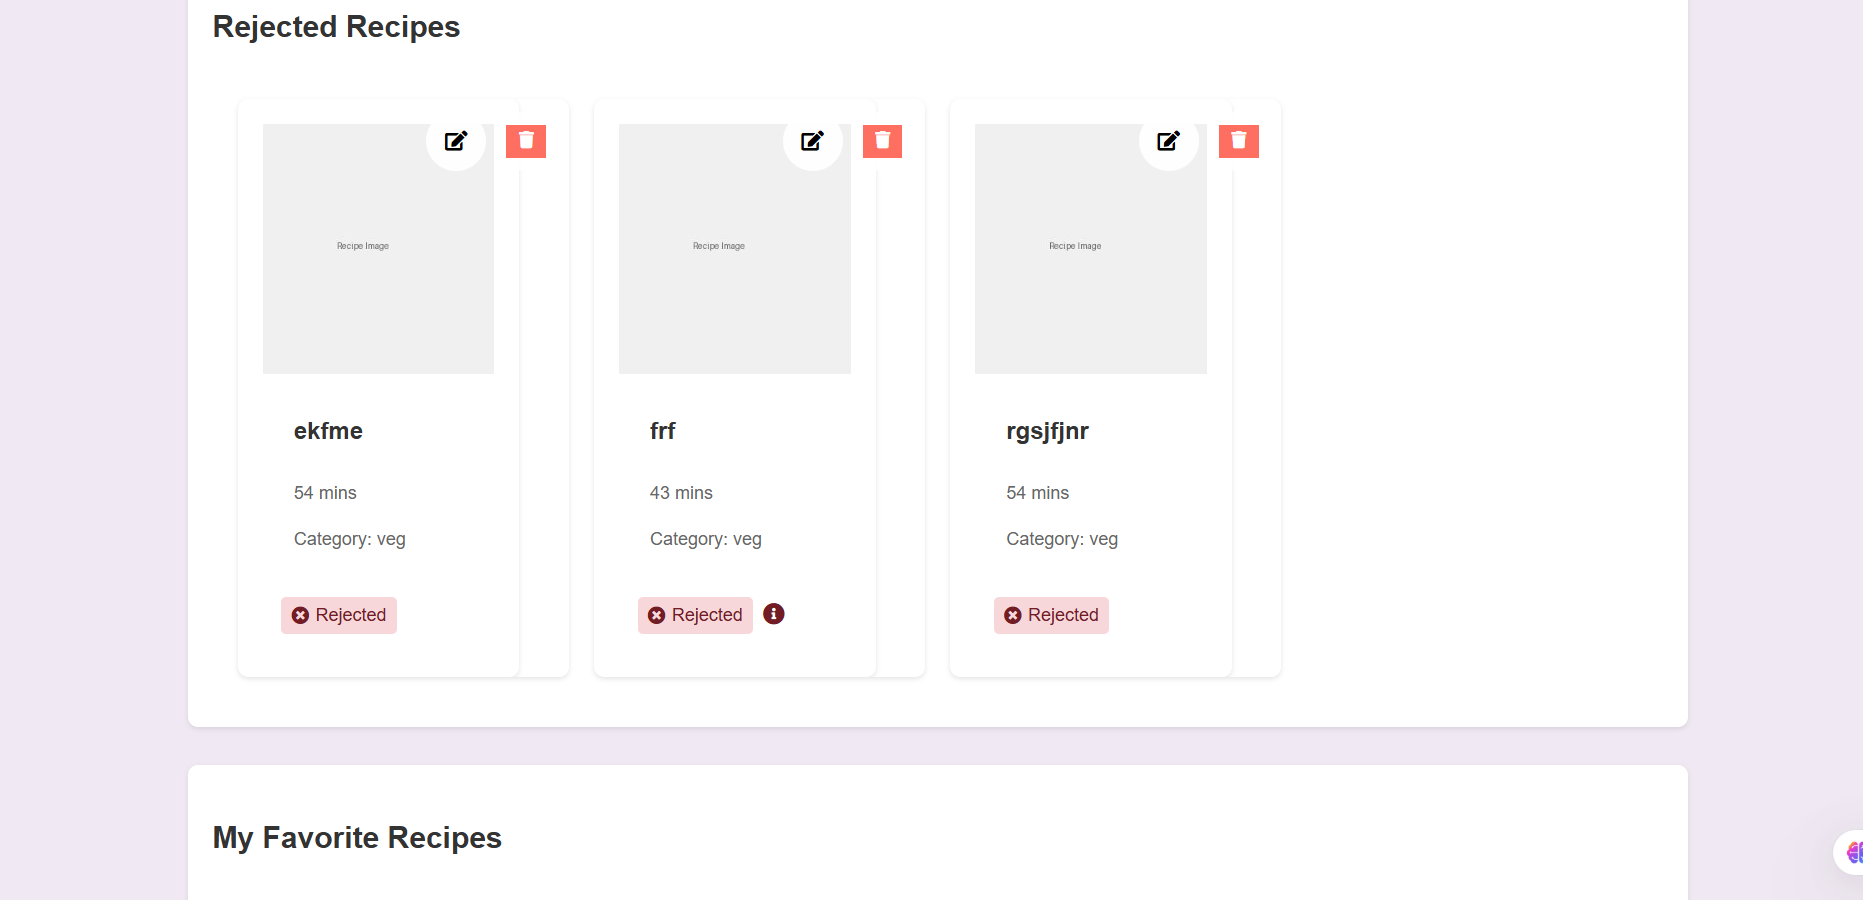 Rejected Recipes
Recipe Image
Recipe Image
Recipe Image
ekfme
frf
rgsjfjnr
54 mins
43 mins
54 mins
Category: veg
Category: veg
Category: veg
Rejected
Rejected
Rejected
My Favorite Recipes